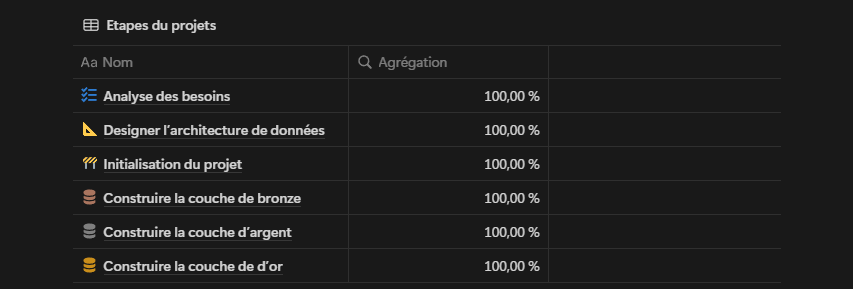 Etapes du projets
Aa Nom Agrégation
Analyse des besoins 100,00 %
Designer l'architecture de données 100,00 %
Initialisation du projet 100,00 %
Construire la couche de bronze 100,00 %
Construire la couche d'argent 100,00 %
Construire la couche de d'or 100,00 %